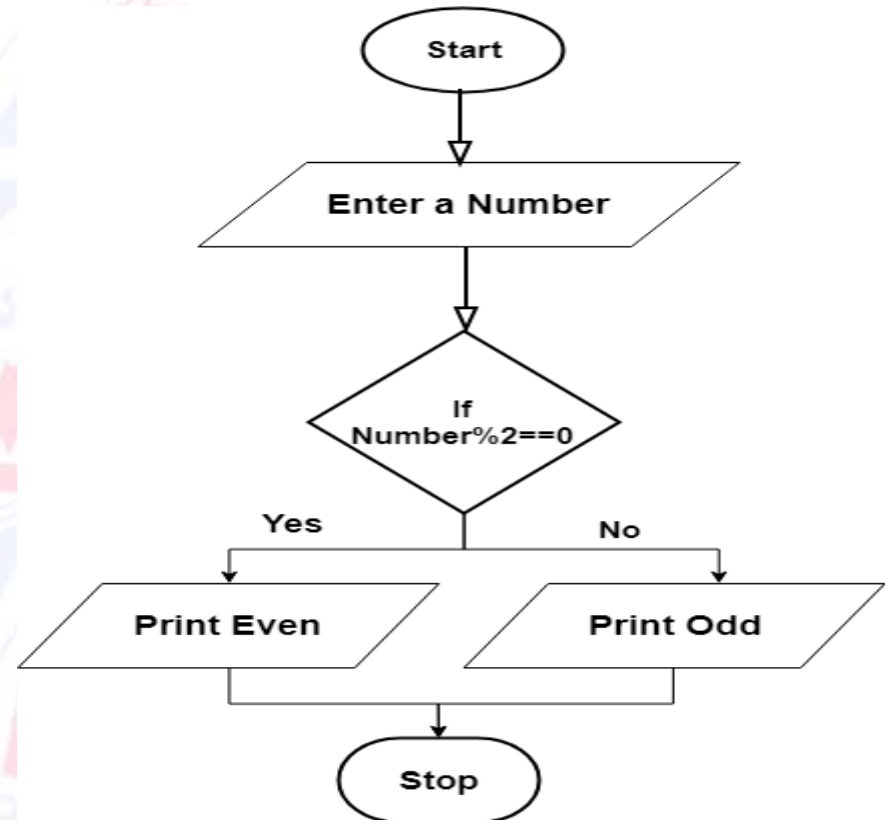 Start
Enter a Number
If
Number%2==0
Yes
No
Print Even
Print Odd
Stop